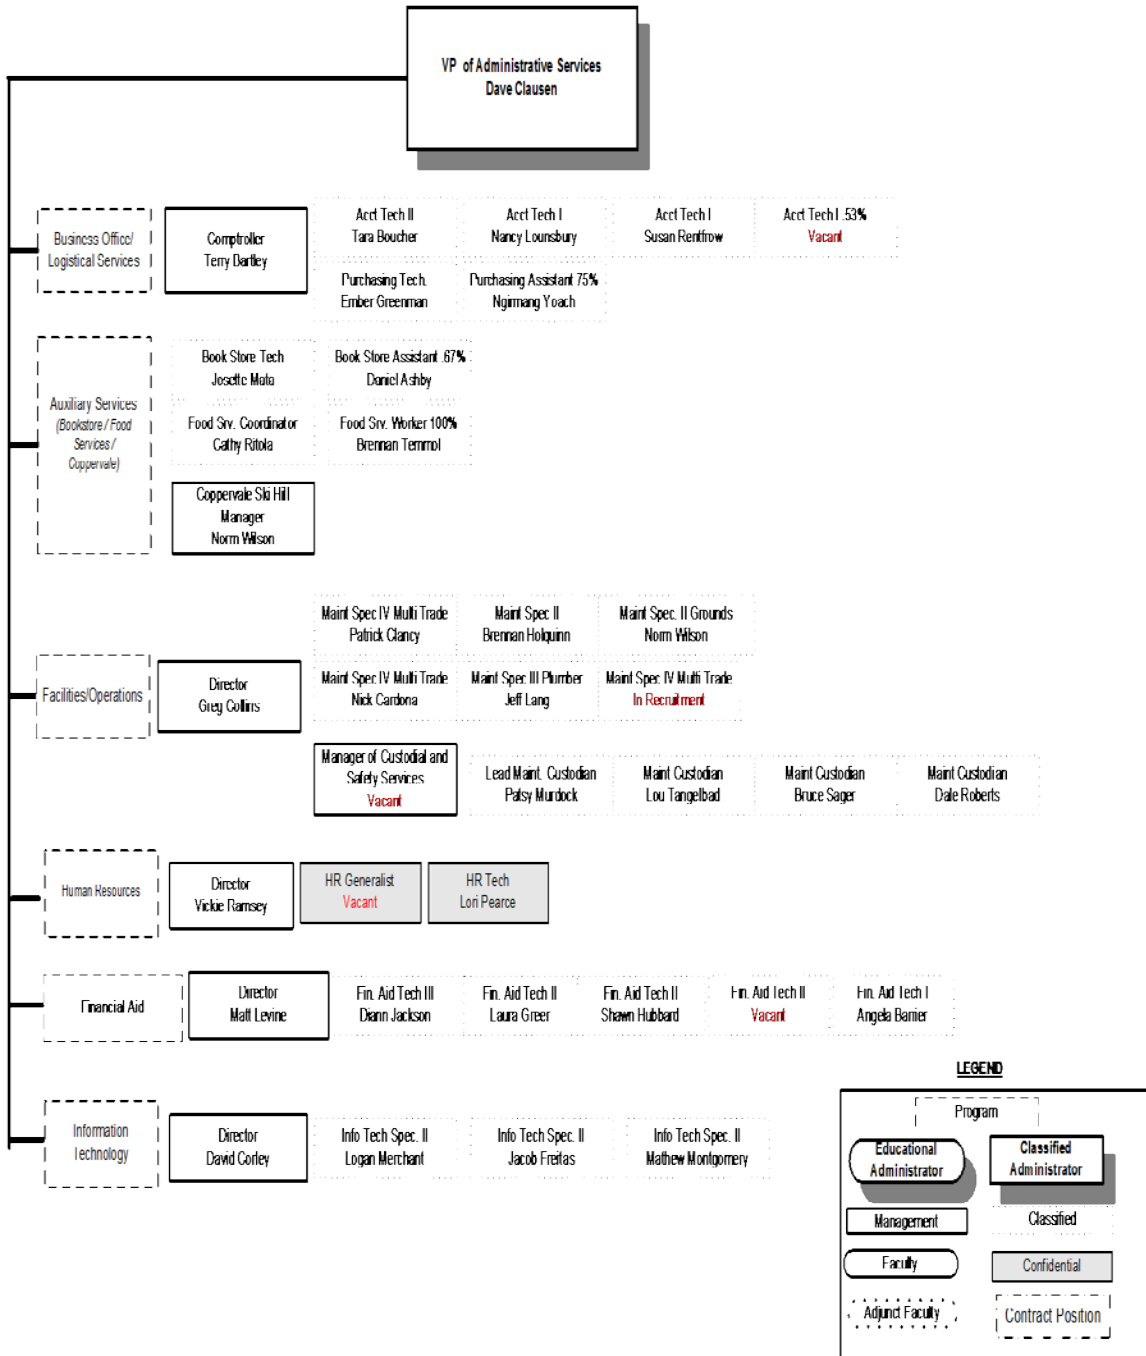 VP of Administrative Services
Dave Clausen
Business Office/
Logistical Services
Comptroller
Terry Bartley
Acct Tech II
Tara Boucher
Acct Tech I
Nancy Lounsbury
Acct Tech I
Susan Rentfrow
Acct Tech I .53%
Vacant
Purchasing Tech.
Ember Greenman
Purchasing Assistant 75%
Ngirmang Yoach
Auxiliary Services
(Bookstore / Food
Services /
Coppervale)
Book Store Tech
Josette Mata
Book Store Assistant .67%
Daniel Ashby
Food Srv. Coordinator
Cathy Ritola
Food Srv. Worker 100%
Brennan Temmol
Coppervale Ski Hill
Manager
Norm Wilson
Facilities/Operations
Director
Greg Collins
Maint Spec IV Multi Trade
Patrick Clancy
Maint Spec II
Brennan Holquinn
Maint Spec. II Grounds
Norm Wilson
Maint Spec IV Multi Trade
Nick Cardona
Maint Spec III Plumber
Jeff Lang
Maint Spec IV Multi Trade
In Recruitment
Manager of Custodial and
Safety Services
Vacant
Lead Maint. Custodian
Patsy Murdock
Maint Custodian
Lou Tangelbad
Maint Custodian
Bruce Sager
Maint Custodian
Dale Roberts
Human Resources
Director
Vickie Ramsey
HR Generalist
Vacant
HR Tech
Lori Pearce
Financial Aid
Director
Matt Levine
Fin. Aid Tech III
Diann Jackson
Fin. Aid Tech II
Laura Greer
Fin. Aid Tech II
Shawn Hubbard
Fin. Aid Tech II
Vacant
Fin. Aid Tech I
Angela Barrier
Information
Technology
Director
David Corley
Info Tech Spec. II
Logan Merchant
Info Tech Spec. II
Jacob Freitas
Info Tech Spec. II
Mathew Montgomery
LEGEND
Program
Educational
Administrator
Classified
Administrator
Management
Classified
Faculty
Confidential
Adjunct Faculty
Contract Position